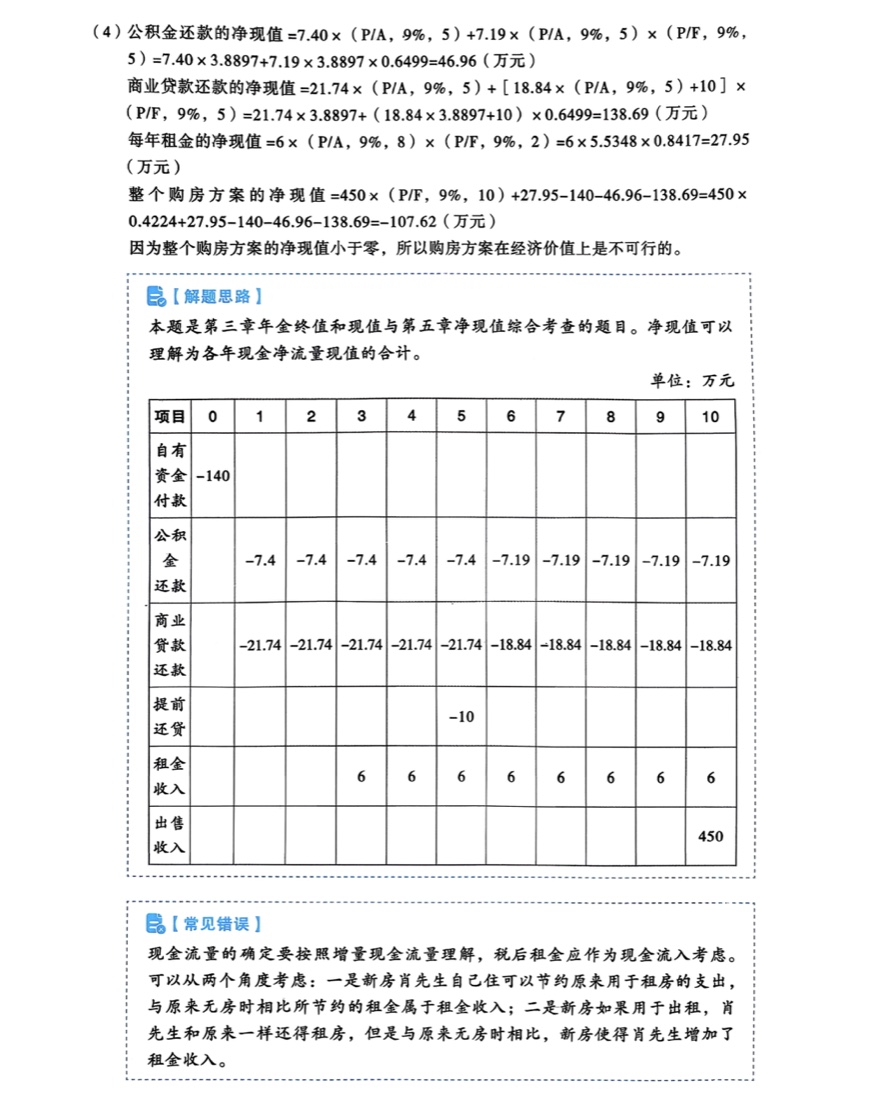 （4）公积金还款的净现值=7.40×（P/A，9%，5）+7.19×（P/A，9%，5）×（P/F，9%，
5）=7.40×3.8897+7.19×3.8897×0.6499=46.96（万元）
商业贷款还款的净现值=21.74×（P/A，9%，5）+［18.84×（P/A，9%，5）+10］×
（P/F，9%，5）=21.74×3.8897+（18.84×3.8897+10）×0.6499=138.69（万元）
每年租金的净现值=6×（P/A，9%，8）×（P/F，9%，2）=6×5.5348×0.8417=27.95
（万元）
整个购房方案的净现值=450×（P/F，9%，10）+27.95-140-46.96-138.69=450×
0.4224+27.95-140-46.96-138.69=-107.62（万元）
因为整个购房方案的净现值小于零，所以购房方案在经济价值上是不可行的。
【解题思路】
本题是第三章年金终值和现值与第五章净现值综合考查的题目。净现值可以
理解为各年现金净流量现值的合计。
单位：万元
项目 0 1 2 3 4 5 6 7 8 9 10
自有
资金 -140
付款
公积
金 -7.4 -7.4 -7.4 -7.4 -7.4 -7.19 -7.19 -7.19 -7.19 -7.19
还款
商业
贷款 -21.74 -21.74 -21.74 -21.74 -21.74 -18.84 -18.84 -18.84 -18.84 -18.84
还款
提前
-10
还贷
租金
6 6 6 6 6 6 6 6
收入
出售
450
收入
【常见错误】
现金流量的确定要按照增量现金流量理解，税后租金应作为现金流入考虑。
可以从两个角度考虑：一是新房肖先生自己住可以节约原来用于租房的支出，
与原来无房时相比所节约的租金属于租金收入；二是新房如果用于出租，肖
先生和原来一样还得租房，但是与原来无房时相比，新房使得肖先生增加了
租金收入。